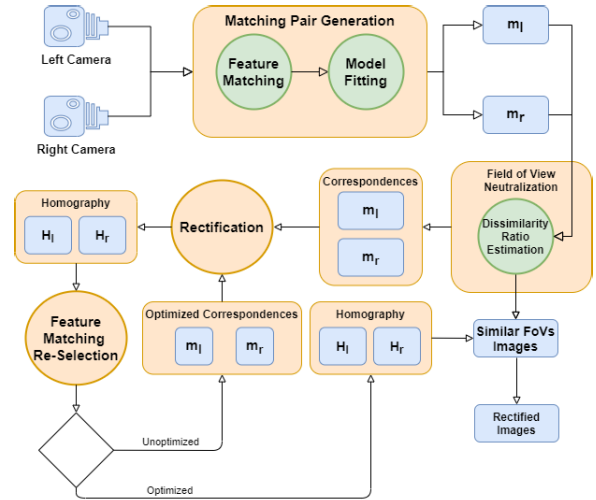 Matching Pair Generation
Left Camera
Right Camera
Feature
Matching
Model
Fitting
ml
mr
Field of View
Neutralization
Dissimilarity
Ratio
Estimation
Correspondences
ml
mr
Rectification
Homography
Hl
Hr
Feature
Matching
Re-Selection
Optimized Correspondences
ml
mr
Homography
Hl
Hr
Similar FoVs
Images
Rectified
Images
Unoptimized
Optimized